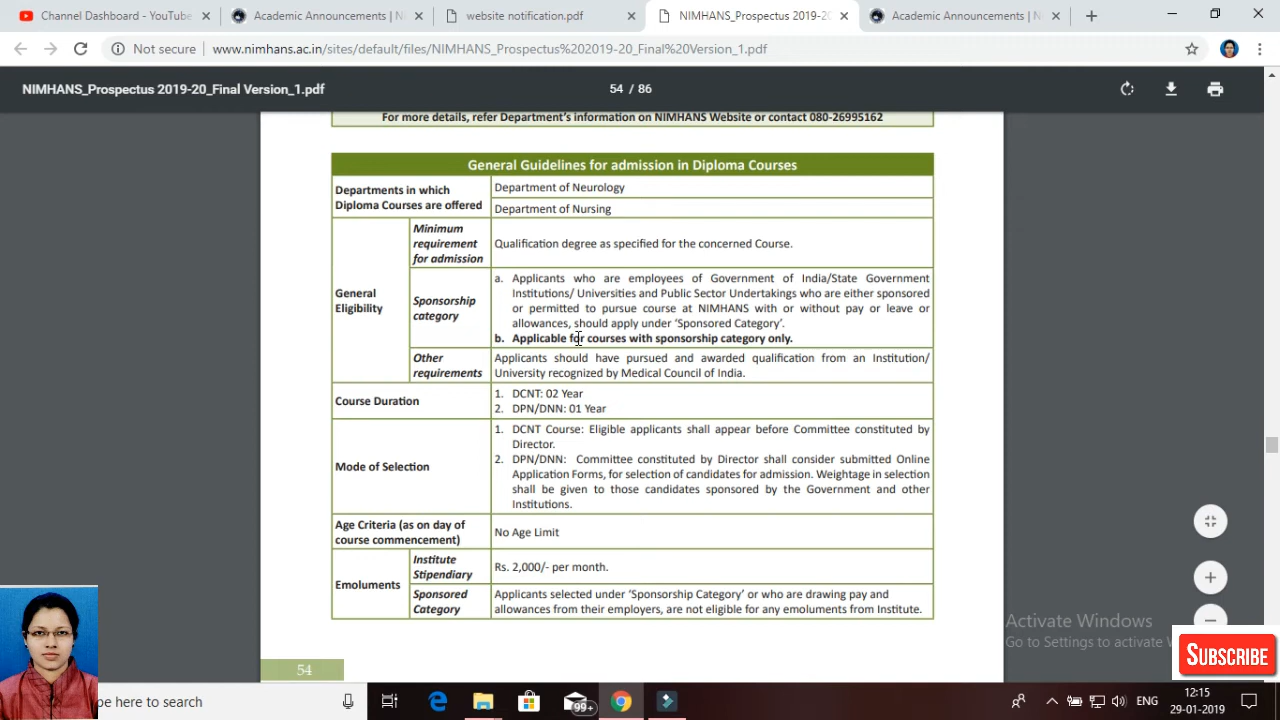 Channel Dashboard - YouTube
Academic Announcements | N
website notification.pdf
NIMHANS_Prospectus 2019-20_
Academic Announcements | N
Not secure
www.nimhans.ac.in/sites/default/files/NIMHANS_Prospectus%202019-20_Final%20Version_1.pdf
NIMHANS_Prospectus 2019-20_Final Version_1.pdf
54 / 86
For more details, refer Department's information on NIMHANS Website or contact 080-26995162
General Guidelines for admission in Diploma Courses
Departments in which
Diploma Courses are offered
Department of Neurology
Department of Nursing
General
Eligibility
Minimum
requirement
for admission
Qualification degree as specified for the concerned Course.
Sponsorship
category
a. Applicants who are employees of Government of India/State Government
Institutions/ Universities and Public Sector Undertakings who are either sponsored
or permitted to pursue course at NIMHANS with or without pay or leave or
allowances, should apply under 'Sponsored Category'.
b. Applicable for courses with sponsorship category only.
Other
requirements
Applicants should have pursued and awarded qualification from an Institution/
University recognized by Medical Council of India.
Course Duration
1. DCNT: 02 Year
2. DPN/DNN: 01 Year
Mode of Selection
1. DCNT Course: Eligible applicants shall appear before Committee constituted by
Director.
2. DPN/DNN: Committee constituted by Director shall consider submitted Online
Application Forms, for selection of candidates for admission. Weightage in selection
shall be given to those candidates sponsored by the Government and other
Institutions.
Age Criteria (as on day of
course commencement)
No Age Limit
Emoluments
Institute
Stipendiary
Rs. 2,000/- per month.
Sponsored
Category
Applicants selected under 'Sponsorship Category' or who are drawing pay and
allowances from their employers, are not eligible for any emoluments from Institute.
54
Activate Windows
Go to Settings to activate
SUBSCRIBE
pe here to search
99+
ENG
12:15
29-01-2019